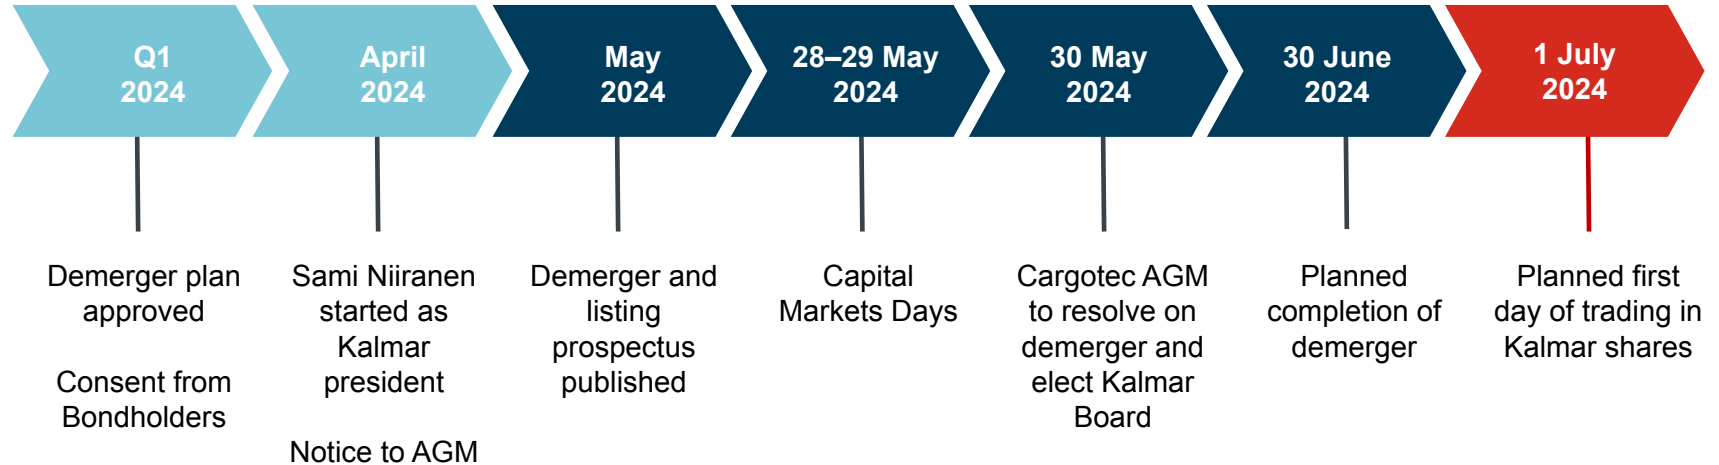 Q1
2024
April
2024
May
2024
28–29 May
2024
30 May
2024
30 June
2024
1 July
2024
Demerger plan
approved
Consent from
Bondholders
Sami Niiranen
started as
Kalmar
president
Notice to AGM
Demerger and
listing
prospectus
published
Capital
Markets Days
Cargotec AGM
to resolve on
demerger and
elect Kalmar
Board
Planned
completion of
demerger
Planned first
day of trading in
Kalmar shares